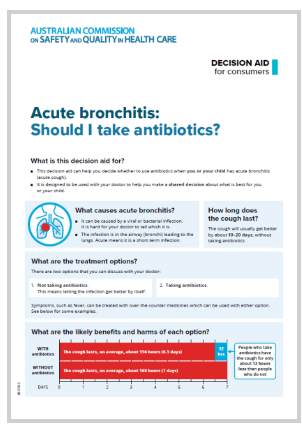 AUSTRALIAN COMMISSION
ON SAFETY AND QUALITY IN HEALTH CARE
DECISION AID
for consumers
Acute bronchitis:
Should I take antibiotics?
What is this decision aid for?
This decision aid can help you decide whether to use antibiotics when you or your child has acute bronchitis
(acute cough).
It is designed to be used with your doctor to help you make a shared decision about what is best for you
or your child.
What causes acute bronchitis?
It can be caused by a viral or bacterial infection.
It is hard for your doctor to tell which it is.
The infection is in the airway (bronchi) leading to the
lungs. Acute means it is a short-term infection.
How long does
the cough last?
The cough will usually get better
by about 10–20 days, without
taking antibiotics.
What are the treatment options?
There are two options that you can discuss with your doctor:
1. Not taking antibiotics.
This means letting the infection get better by itself.
2. Taking antibiotics.
Symptoms, such as fever, can be treated with over the counter medicines which can be used with either option.
See below for some examples.
What are the likely benefits and harms of each option?
WITH
antibiotics
The cough lasts, on average, about 156 hours (6.5 days)
12
hrs
People who take
antibiotics have
the cough for only
about 12 hours
less than people
who do not
WITHOUT
antibiotics
The cough lasts, on average, about 168 hours (7 days)
DAYS 0 1 2 3 4 5 6 7